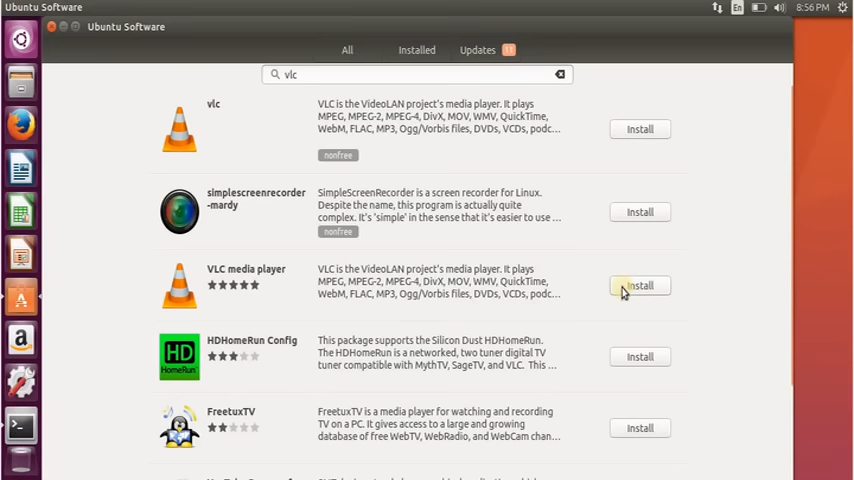 Ubuntu Software
En
8:56 PM
Ubuntu Software
All
Installed
Updates
11
vlc
vlc
VLC is the VideoLAN project's media player. It plays
MPEG, MPEG-2, MPEG-4, DivX, MOV, WMV, QuickTime,
WebM, FLAC, MP3, Ogg/Vorbis files, DVDs, VCDs, podc...
nonfree
Install
simplescreenrecorder
-mardy
SimpleScreenRecorder is a screen recorder for Linux.
Despite the name, this program is actually quite
complex. It's 'simple' in the sense that it's easier to use ...
nonfree
Install
VLC media player
VLC is the VideoLAN project's media player. It plays
MPEG, MPEG-2, MPEG-4, DivX, MOV, WMV, QuickTime,
WebM, FLAC, MP3, Ogg/Vorbis files, DVDs, VCDs, podc...
Install
HD
HomeRun
HDHomeRun Config
This package supports the Silicon Dust HDHomeRun.
The HDHomeRun is a networked, two tuner digital TV
tuner compatible with MythTV, SageTV, and VLC. This ...
Install
FreetuxTV
FreetuxTV is a media player for watching and recording
TV on a PC. It gives access to a large and growing
database of free WebTV, WebRadio, and WebCam chan...
Install